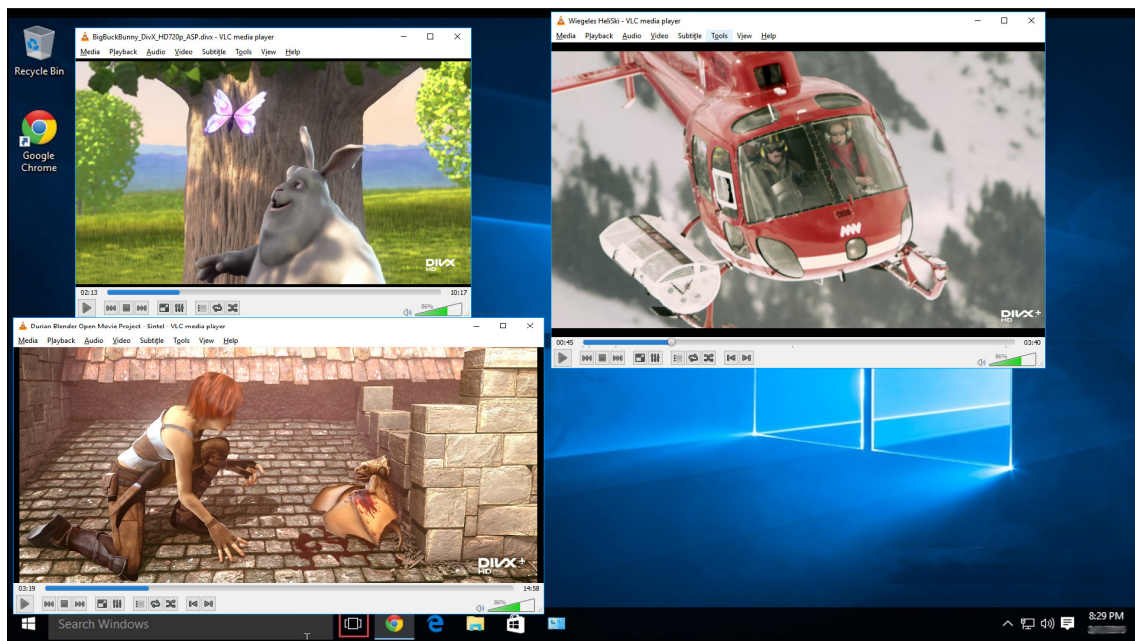 Recycle Bin
Google
Chrome
BigBuckBunny_DivX_HD720p_ASP.divx - VLC media player
Media Playback Audio Video Subtitle Tools View Help
DIVX
HD
02:13 10:17
86%
Wiegeles HeliSki - VLC media player
Media Playback Audio Video Subtitle Tools View Help
DIVX+
HD
00:45 03:40
86%
Durian Blender Open Movie Project - Sintel - VLC media player
Media Playback Audio Video Subtitle Tools View Help
DIVX+
HD
03:19 14:58
86%
Search Windows
8:29 PM